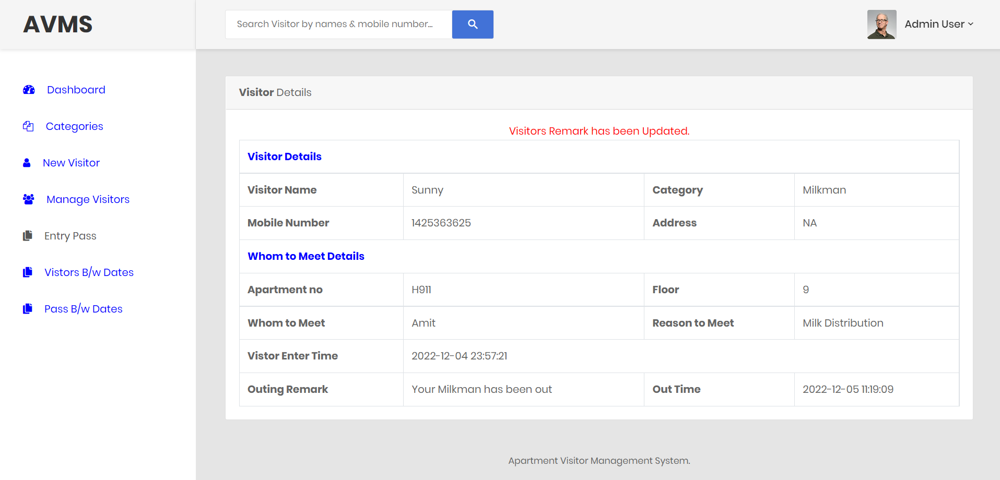 AVMS
Search Visitor by names & mobile number...
Admin User
Dashboard
Categories
New Visitor
Manage Visitors
Entry Pass
Vistors B/w Dates
Pass B/w Dates
Visitor Details
Visitors Remark has been Updated.
Visitor Details
Visitor Name Sunny Category Milkman
Mobile Number 1425363625 Address NA
Whom to Meet Details
Apartment no H911 Floor 9
Whom to Meet Amit Reason to Meet Milk Distribution
Vistor Enter Time 2022-12-04 23:57:21
Outing Remark Your Milkman has been out Out Time 2022-12-05 11:19:09
Apartment Visitor Management System.